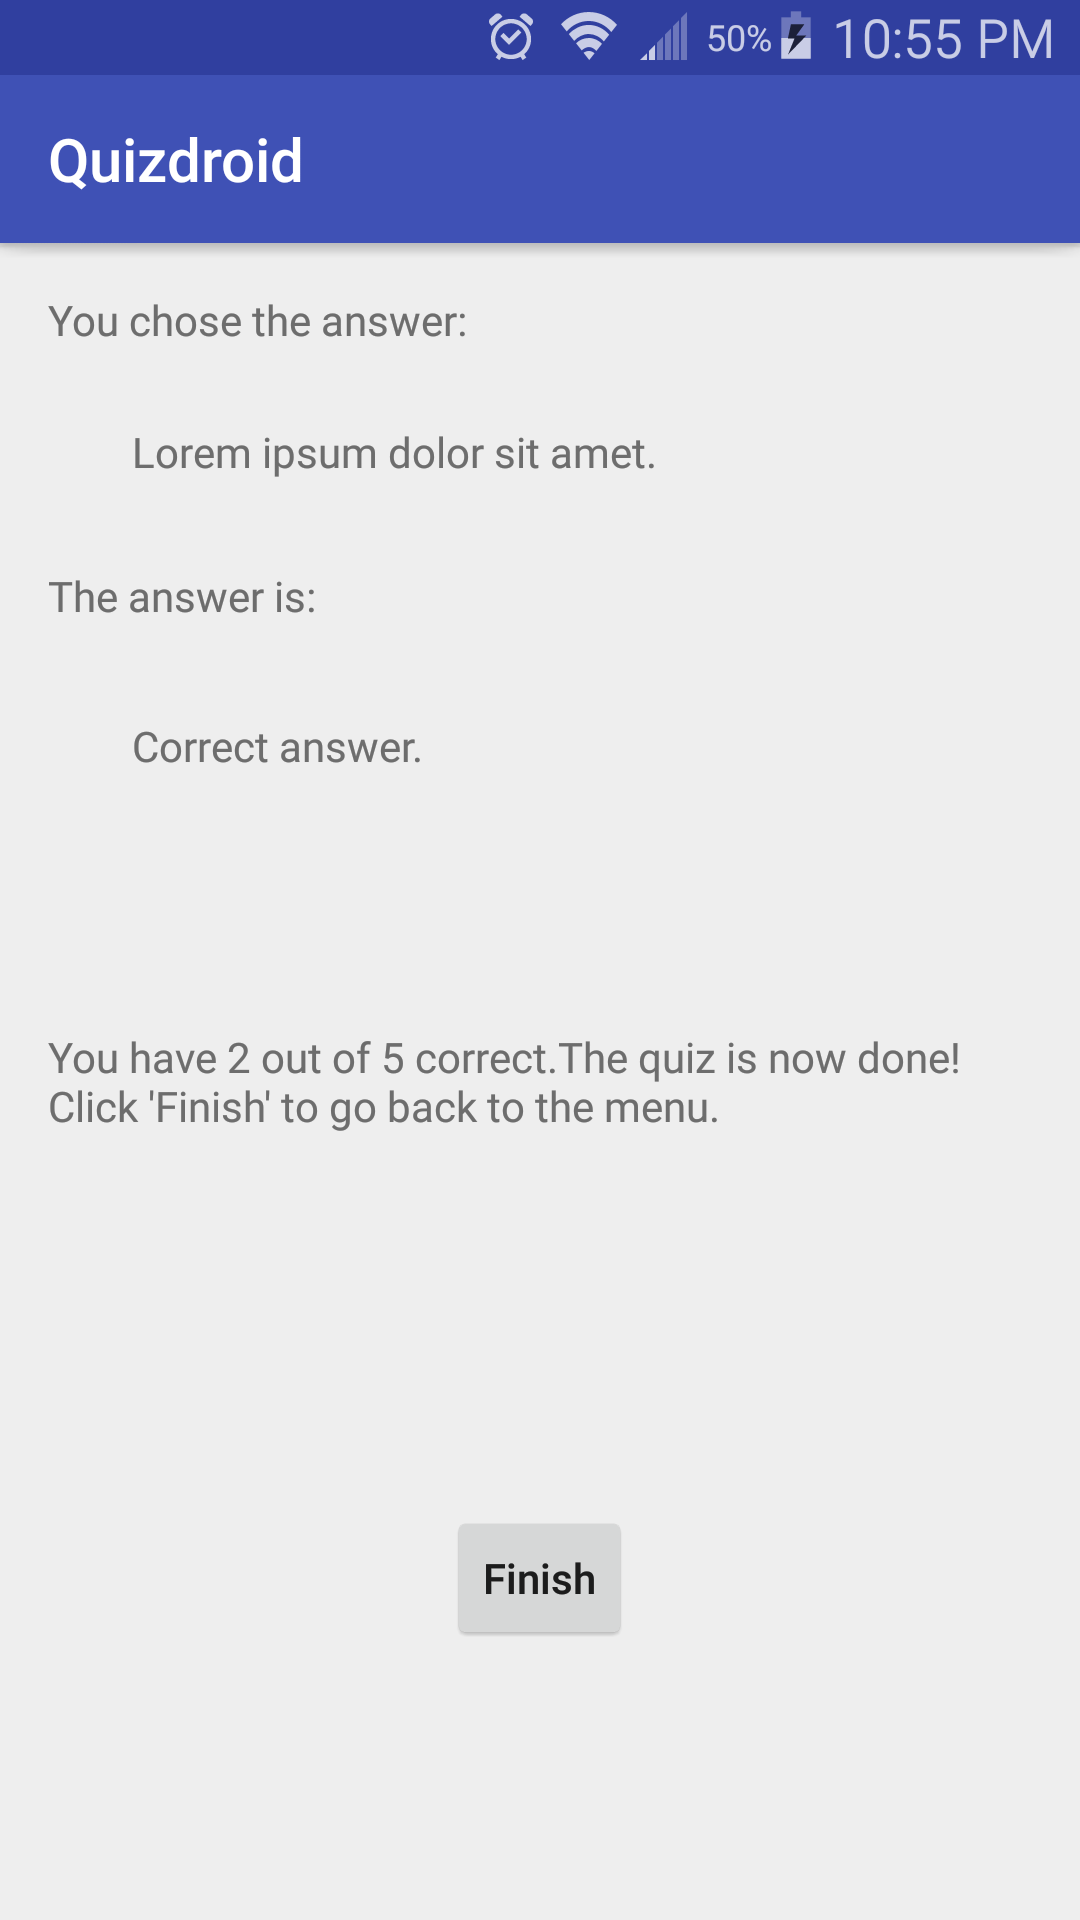 50% 10:55 PM
Quizdroid
You chose the answer:
Lorem ipsum dolor sit amet.
The answer is:
Correct answer.
You have 2 out of 5 correct.The quiz is now done!
Click 'Finish' to go back to the menu.
Finish